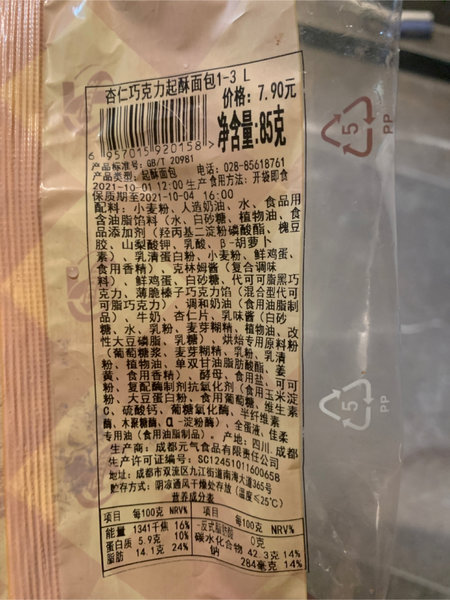 杏仁巧克力起酥面包1-3 L
价格: 7.90元
净含量:85克
6 957015 920158
产品标准号: GB/T 20981
产品类别: 起酥面包 电话: 028-85618761
2021-10-01 12:00 生产 食用方法: 开袋即食
保质期至2021-10-04 16:00
配料: 小麦粉、人造奶油、水、食品用
含油脂馅料（水、白砂糖、植物油、食
品添加剂（羟丙基二淀粉磷酸酯、槐豆
胶、山梨酸钾、乳酸、β-胡萝卜
素）、乳清蛋白粉、小麦粉、鲜鸡蛋、
食用香精）、克林姆酱（复合调味
料）、鲜鸡蛋、白砂糖、代可可脂黑巧
克力、薄脆榛子巧克力馅（混合型代可
可脂巧克力）、调和奶油（食用油脂制
品）、牛奶、杏仁片、乳味酱（白砂
糖、水、乳粉、麦芽糊精、植物油、改
性大豆磷脂乳糖）、烘焙专用原料粉
（葡萄糖浆、麦芽糊精、乳粉、乳清
粉、植物油、单双甘油脂肪酸酯、姜
黄、食用香精）、酵母、食用盐、可可
粉、复配酶制剂抗氧化剂（食用玉米淀
粉、大豆蛋白粉、食用葡萄糖、维生素
C、硫酸钙、葡糖氧化酶、半纤维素
酶、木聚糖酶、α-淀粉酶）、全蛋液、佳柔
专用油（食用油脂制品）、产地: 四川.成都
生产商: 成都元气食品有限责任公司
生产许可证编号: SC12451011600658
地址: 成都市双流区九江街道南海大道365号
贮存方式: 阴凉通风干燥处存放（温度≤25℃）
营养成分表
项目 每100克 NRV% 项目 每100克 NRV%
能量 1341千焦 16% -反式脂肪酸 0克
蛋白质 5.9克 10% 碳水化合物 42.3克 14%
脂肪 14.1克 24% 钠 284毫克 14%
5
PP
5
PP